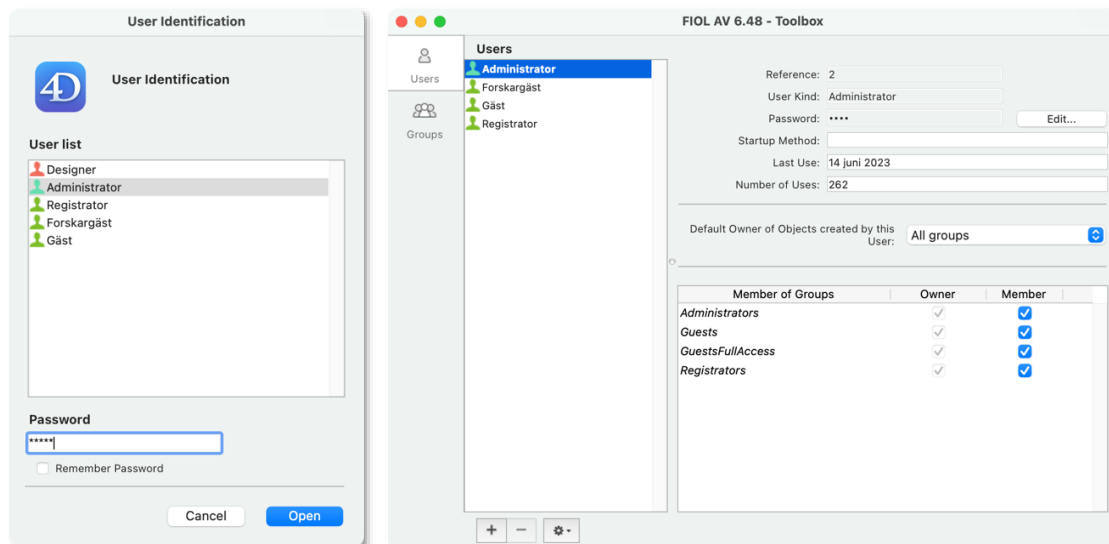 User Identification
4D
User Identification
User list
Designer
Administrator
Registrator
Forskargäst
Gäst
Password
*****
Remember Password
Cancel
Open
FIOL AV 6.48 - Toolbox
Users
Groups
Users
Administrator
Forskargäst
Gäst
Registrator
Reference: 2
User Kind: Administrator
Password: •••• Edit...
Startup Method:
Last Use: 14 juni 2023
Number of Uses: 262
Default Owner of Objects created by this
User: All groups
Member of Groups Owner Member
Administrators
Guests
GuestsFullAccess
Registrators